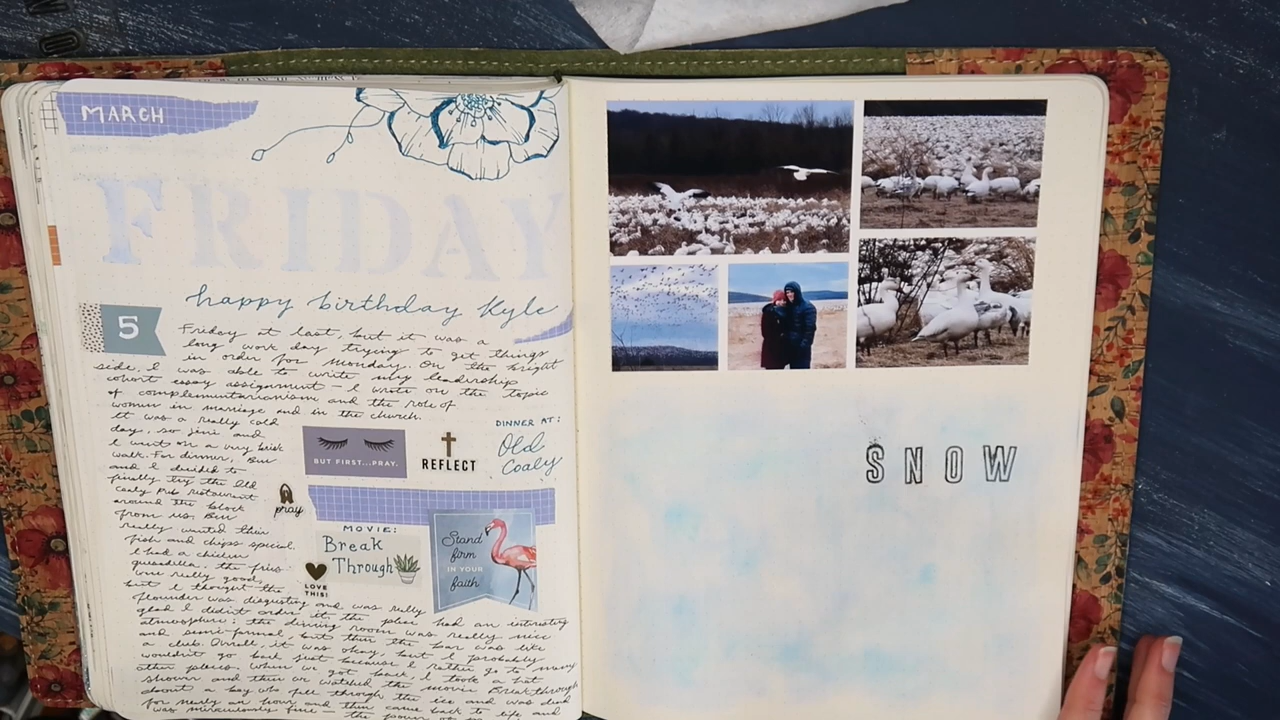 MARCH
FRIDAY
happy birthday Kyle
5
Friday at last, but it was a
long work day trying to get things
in order for Monday. On the bright
side, I was able to write my leadership
cohort essay assignment – I wrote on the topic
of complementarianism and the role of
women in marriage and in the church.
It was a really cold
day, so Jeni and
I went on a very brisk
walk. For dinner,
and I decided to
finally try the Old
Coaly Pub restaurant
around the block
from us.
really wanted their
fish and chips special.
I had a chicken
quesadilla. the fries
were really good,
but I thought the
flounder was disgusting and was really
glad I didn't order it. the place had an interesting
atmosphere: the dining room was really nice
and semi-formal but then the bar was like
a club. Overall, it was okay, but I probably
wouldn't go back just because I rather go to many
other places. When we got back, I took a hot
shower and then we watched the movie Breakthrough
about a boy who fell through the ice and was dead
for nearly an hour and then came back to life and
was miraculously fine – the power of
BUT FIRST...PRAY.
REFLECT
DINNER AT:
Old
Coaly
pray
MOVIE:
Break
Through
LOVE
THIS!
Stand
firm
IN YOUR
faith
SNOW